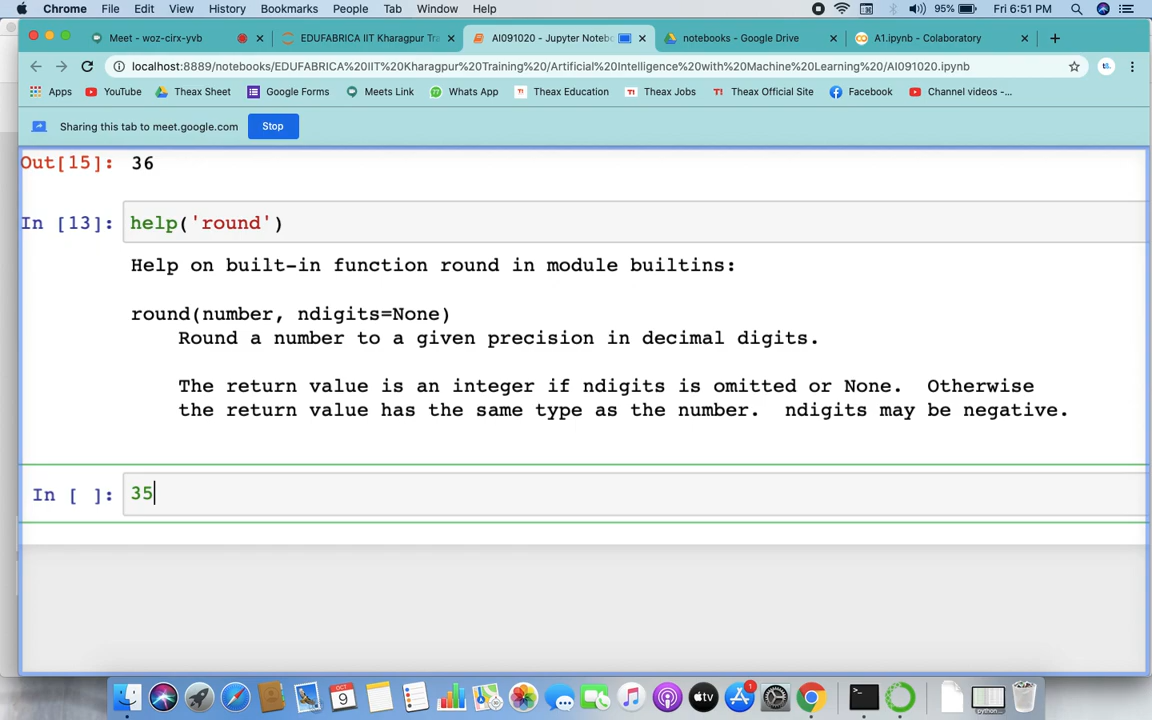 Chrome File Edit View History Bookmarks People Tab Window Help 95% Fri 6:51 PM
Meet - woz-cirx-yvb EDUFABRICA IIT Kharagpur Tra AI091020 - Jupyter Notebo notebooks - Google Drive A1.ipynb - Colaboratory
localhost:8889/notebooks/EDUFABRICA%20IIT%20Kharagpur%20Training%20/Artificial%20Intelligence%20with%20Machine%20Learning%20/AI091020.ipynb
Apps YouTube Theax Sheet Google Forms Meets Link Whats App Theax Education Theax Jobs Theax Official Site Facebook Channel videos -...
Sharing this tab to meet.google.com Stop
Out[15]: 36
In [13]: help('round')
Help on built-in function round in module builtins:
round(number, ndigits=None)
Round a number to a given precision in decimal digits.
The return value is an integer if ndigits is omitted or None. Otherwise
the return value has the same type as the number. ndigits may be negative.
In [ ]: 35
OCT
9
tv